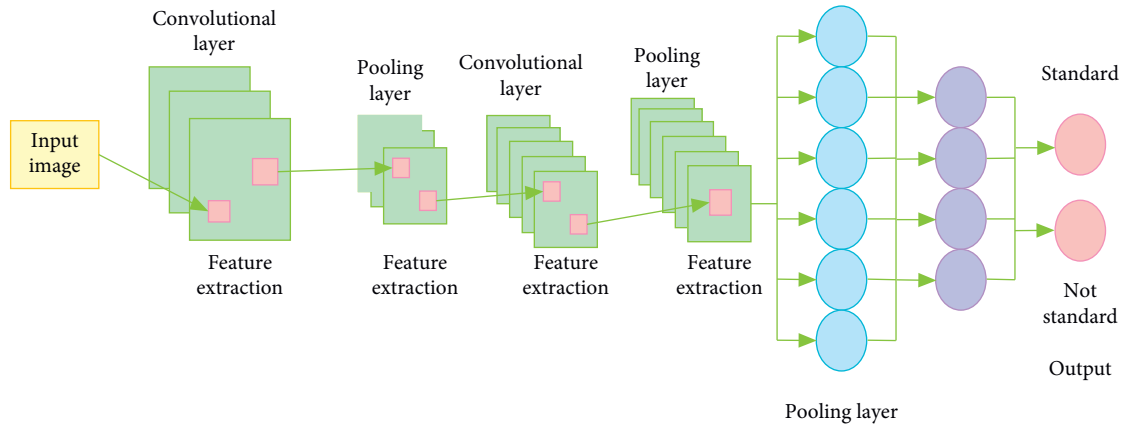 Convolutional
layer
Pooling
layer
Convolutional
layer
Pooling
layer
Standard
Input
image
Feature
extraction
Feature
extraction
Feature
extraction
Feature
extraction
Not
standard
Output
Pooling layer